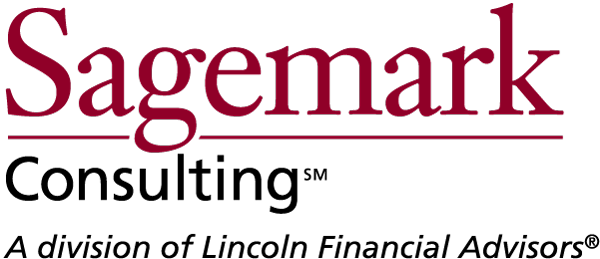 Sagemark
Consulting℠
A division of Lincoln Financial Advisors®